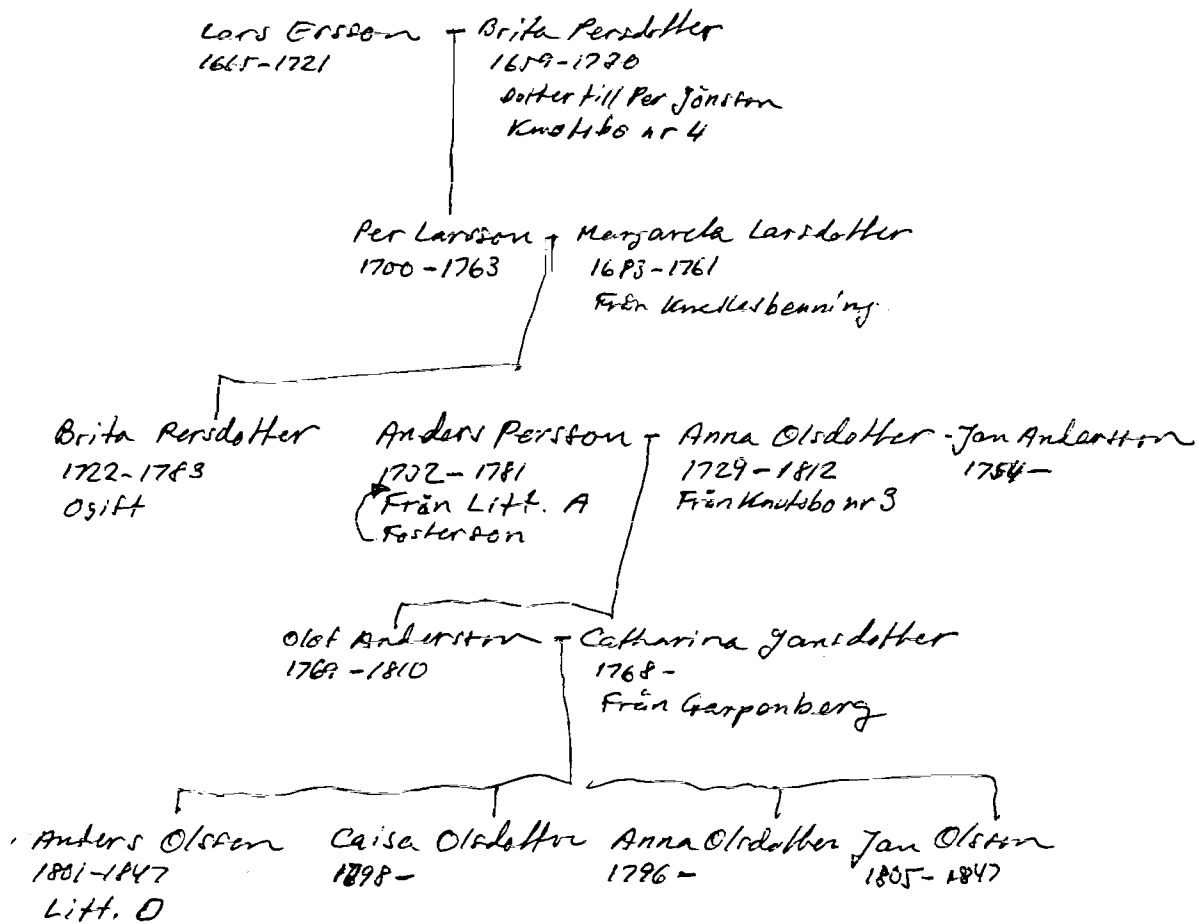 Lars Ersson - Brita Persdotter
1665-1721 1659-1730
Dotter till Per Jönsson
Knutsbo nr 4
Per Larsson - Margareta Larsdotter
1700-1763 1683-1761
Från Knellasbenning
Brita Persdotter Anders Persson - Anna Olsdotter - Jan Andersson
1722-1783 1732-1781 1729-1812 1754-
Ogift Från Litt. A Från Knutsbo nr 3
Fosterson
Olof Andersson - Catharina Jansdotter
1769-1810 1768-
Från Garpenberg
Anders Olsson Caisa Olsdotter Anna Olsdotter Jan Olsson
1801-1847 1798- 1796- 1805-1847
Litt. D